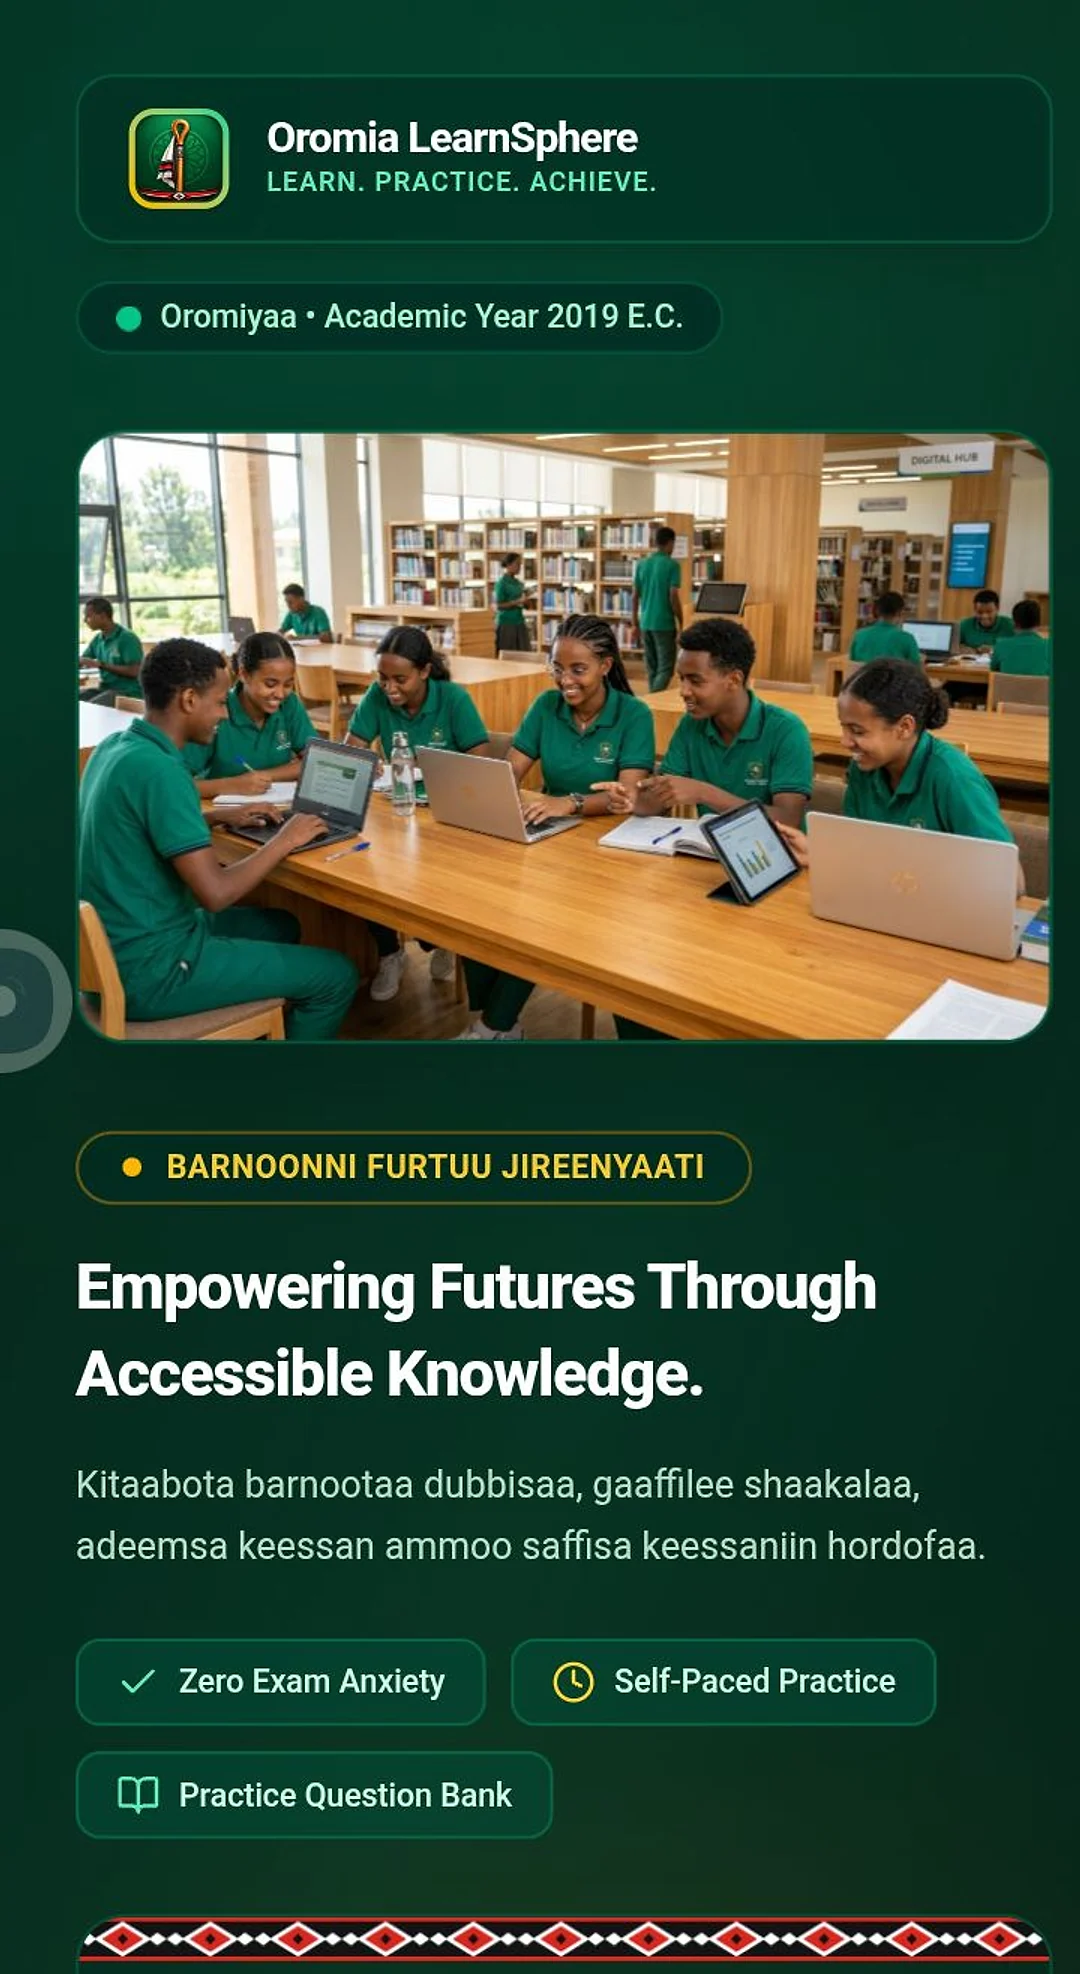 Oromia LearnSphere
LEARN. PRACTICE. ACHIEVE.
Oromiyaa • Academic Year 2019 E.C.
DIGITAL HUB
BARNOONNI FURTUU JIREENYAATI
Empowering Futures Through
Accessible Knowledge.
Kitaabota barnootaa dubbisaa, gaaffilee shaakalaa,
adeemsa keessan ammoo saffisa keessaniin hordofaa.
Zero Exam Anxiety
Self-Paced Practice
Practice Question Bank